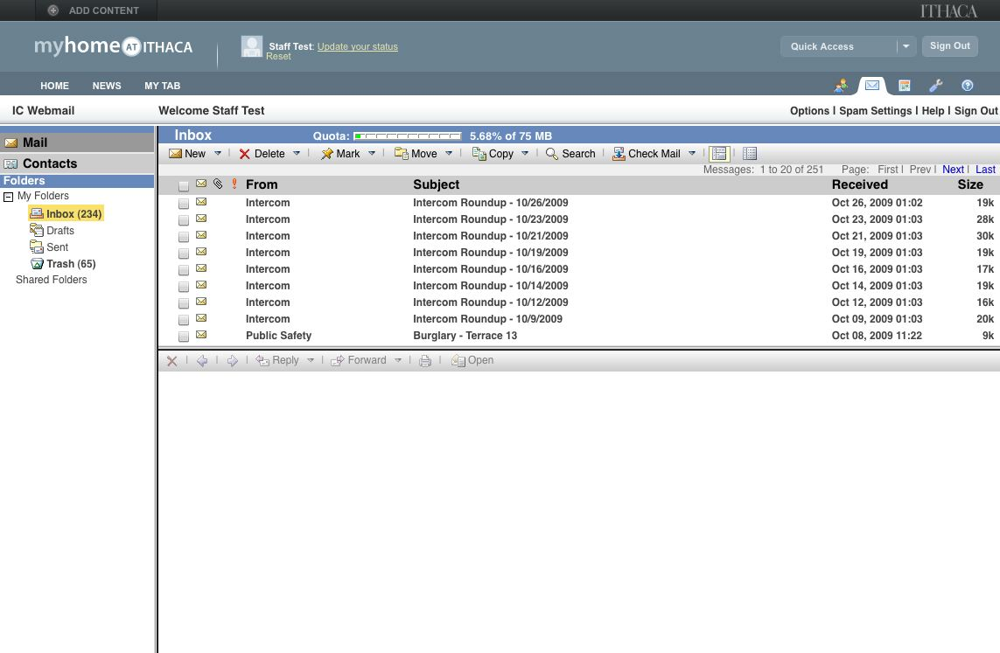 ADD CONTENT ITHACA
myhome AT ITHACA
Staff Test: Update your status
Reset
Quick Access Sign Out
HOME NEWS MY TAB
IC Webmail Welcome Staff Test Options | Spam Settings | Help | Sign Out
Mail
Contacts
Folders
My Folders
Inbox (234)
Drafts
Sent
Trash (65)
Shared Folders
Inbox Quota: 5.68% of 75 MB
New | Delete | Mark | Move | Copy | Search | Check Mail
Messages: 1 to 20 of 251 Page: First | Prev | Next | Last
From Subject Received Size
Intercom Intercom Roundup - 10/26/2009 Oct 26, 2009 01:02 19k
Intercom Intercom Roundup - 10/23/2009 Oct 23, 2009 01:03 28k
Intercom Intercom Roundup - 10/21/2009 Oct 21, 2009 01:03 30k
Intercom Intercom Roundup - 10/19/2009 Oct 19, 2009 01:03 19k
Intercom Intercom Roundup - 10/16/2009 Oct 16, 2009 01:03 17k
Intercom Intercom Roundup - 10/14/2009 Oct 14, 2009 01:03 19k
Intercom Intercom Roundup - 10/12/2009 Oct 12, 2009 01:03 16k
Intercom Intercom Roundup - 10/9/2009 Oct 09, 2009 01:03 20k
Public Safety Burglary - Terrace 13 Oct 08, 2009 11:22 9k
Reply | Forward | Open